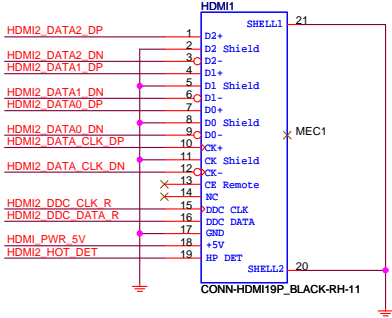 HDMI1
SHELL1 21
HDMI2_DATA2_DP 1 D2+
2 D2 Shield
HDMI2_DATA2_DN 3 D2-
HDMI2_DATA1_DP 4 D1+
5 D1 Shield
HDMI2_DATA1_DN 6 D1-
HDMI2_DATA0_DP 7 D0+
8 D0 Shield
HDMI2_DATA0_DN 9 D0- MEC1
HDMI2_DATA_CLK_DP 10 CK+
11 CK Shield
HDMI2_DATA_CLK_DN 12 CK-
13 CE Remote
14 NC
HDMI2_DDC_CLK_R 15 DDC CLK
HDMI2_DDC_DATA_R 16 DDC DATA
17 GND
HDMI_PWR_5V 18 +5V
HDMI2_HOT_DET 19 HP DET
SHELL2 20
CONN-HDMI19P_BLACK-RH-11